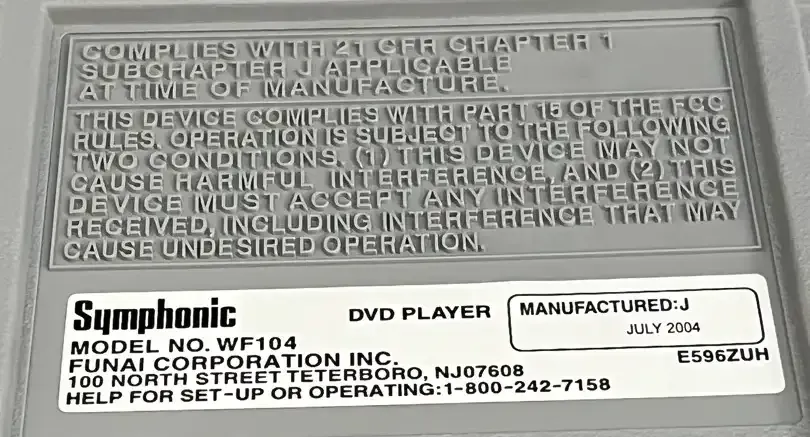 COMPLIES WITH 21 CFR CHAPTER 1
SUBCHAPTER J APPLICABLE
AT TIME OF MANUFACTURE.
THIS DEVICE COMPLIES WITH PART 15 OF THE FCC
RULES. OPERATION IS SUBJECT TO THE FOLLOWING
TWO CONDITIONS. (1) THIS DEVICE MAY NOT
CAUSE HARMFUL INTERFERENCE, AND (2) THIS
DEVICE MUST ACCEPT ANY INTERFERENCE
RECEIVED, INCLUDING INTERFERENCE THAT MAY
CAUSE UNDESIRED OPERATION.
Symphonic DVD PLAYER MANUFACTURED:J
JULY 2004
MODEL NO. WF104
E596ZUH
FUNAI CORPORATION INC.
100 NORTH STREET TETERBORO, NJ07608
HELP FOR SET-UP OR OPERATING:1-800-242-7158